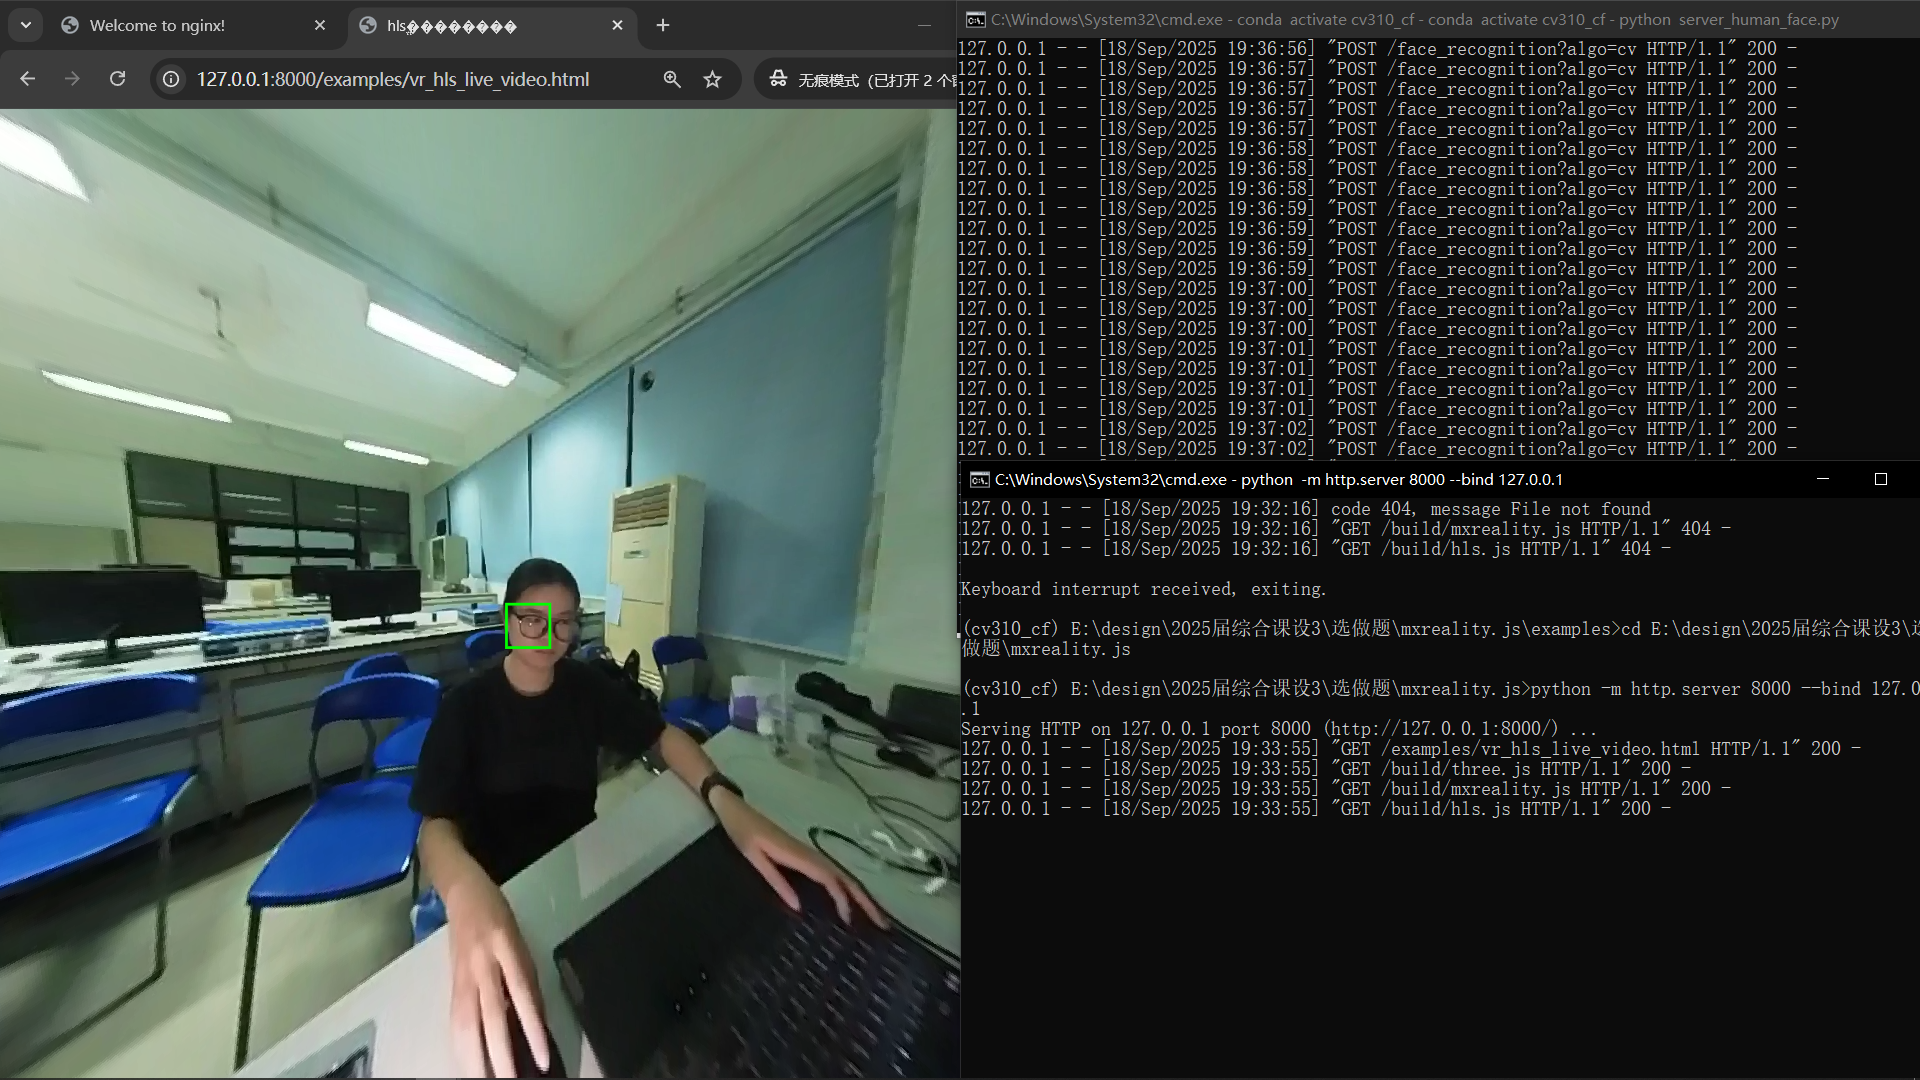 Welcome to nginx!
hls��������
127.0.0.1:8000/examples/vr_hls_live_video.html
无痕模式（已打开 2 个
C:\Windows\System32\cmd.exe - conda  activate cv310_cf - conda  activate cv310_cf - python  server_human_face.py
127.0.0.1 - - [18/Sep/2025 19:36:56] "POST /face_recognition?algo=cv HTTP/1.1" 200 -
127.0.0.1 - - [18/Sep/2025 19:36:57] "POST /face_recognition?algo=cv HTTP/1.1" 200 -
127.0.0.1 - - [18/Sep/2025 19:36:57] "POST /face_recognition?algo=cv HTTP/1.1" 200 -
127.0.0.1 - - [18/Sep/2025 19:36:57] "POST /face_recognition?algo=cv HTTP/1.1" 200 -
127.0.0.1 - - [18/Sep/2025 19:36:57] "POST /face_recognition?algo=cv HTTP/1.1" 200 -
127.0.0.1 - - [18/Sep/2025 19:36:58] "POST /face_recognition?algo=cv HTTP/1.1" 200 -
127.0.0.1 - - [18/Sep/2025 19:36:58] "POST /face_recognition?algo=cv HTTP/1.1" 200 -
127.0.0.1 - - [18/Sep/2025 19:36:58] "POST /face_recognition?algo=cv HTTP/1.1" 200 -
127.0.0.1 - - [18/Sep/2025 19:36:59] "POST /face_recognition?algo=cv HTTP/1.1" 200 -
127.0.0.1 - - [18/Sep/2025 19:36:59] "POST /face_recognition?algo=cv HTTP/1.1" 200 -
127.0.0.1 - - [18/Sep/2025 19:36:59] "POST /face_recognition?algo=cv HTTP/1.1" 200 -
127.0.0.1 - - [18/Sep/2025 19:36:59] "POST /face_recognition?algo=cv HTTP/1.1" 200 -
127.0.0.1 - - [18/Sep/2025 19:37:00] "POST /face_recognition?algo=cv HTTP/1.1" 200 -
127.0.0.1 - - [18/Sep/2025 19:37:00] "POST /face_recognition?algo=cv HTTP/1.1" 200 -
127.0.0.1 - - [18/Sep/2025 19:37:00] "POST /face_recognition?algo=cv HTTP/1.1" 200 -
127.0.0.1 - - [18/Sep/2025 19:37:01] "POST /face_recognition?algo=cv HTTP/1.1" 200 -
127.0.0.1 - - [18/Sep/2025 19:37:01] "POST /face_recognition?algo=cv HTTP/1.1" 200 -
127.0.0.1 - - [18/Sep/2025 19:37:01] "POST /face_recognition?algo=cv HTTP/1.1" 200 -
127.0.0.1 - - [18/Sep/2025 19:37:01] "POST /face_recognition?algo=cv HTTP/1.1" 200 -
127.0.0.1 - - [18/Sep/2025 19:37:02] "POST /face_recognition?algo=cv HTTP/1.1" 200 -
127.0.0.1 - - [18/Sep/2025 19:37:02] "POST /face_recognition?algo=cv HTTP/1.1" 200 -
C:\Windows\System32\cmd.exe - python  -m http.server 8000 --bind 127.0.0.1
127.0.0.1 - - [18/Sep/2025 19:32:16] code 404, message File not found
127.0.0.1 - - [18/Sep/2025 19:32:16] "GET /build/mxreality.js HTTP/1.1" 404 -
127.0.0.1 - - [18/Sep/2025 19:32:16] "GET /build/hls.js HTTP/1.1" 404 -
Keyboard interrupt received, exiting.
(cv310_cf) E:\design\2025届综合课设3\选做题\mxreality.js\examples>cd E:\design\2025届综合课设3\选
做题\mxreality.js
(cv310_cf) E:\design\2025届综合课设3\选做题\mxreality.js>python -m http.server 8000 --bind 127.0
.1
Serving HTTP on 127.0.0.1 port 8000 (http://127.0.0.1:8000/) ...
127.0.0.1 - - [18/Sep/2025 19:33:55] "GET /examples/vr_hls_live_video.html HTTP/1.1" 200 -
127.0.0.1 - - [18/Sep/2025 19:33:55] "GET /build/three.js HTTP/1.1" 200 -
127.0.0.1 - - [18/Sep/2025 19:33:55] "GET /build/mxreality.js HTTP/1.1" 200 -
127.0.0.1 - - [18/Sep/2025 19:33:55] "GET /build/hls.js HTTP/1.1" 200 -